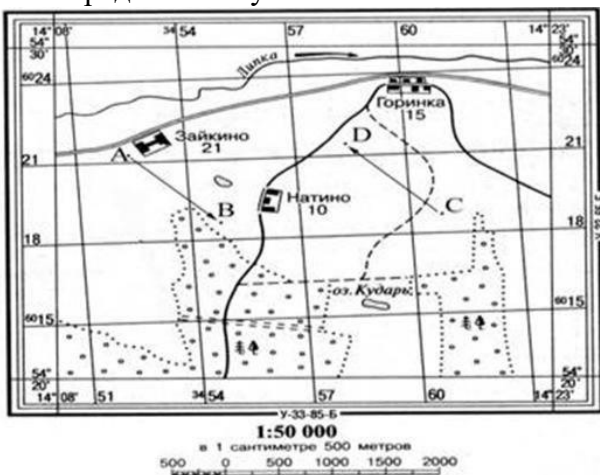 14° 08' 34 54 57 60 14° 23'
54° 30' 54° 30'
60 24 60 24
Липка
Горинка
15
Зайкино
21
A D
21 21
Натино
10
B C
18 18
оз. Кударь
60 15 60 15
54° 20' 54° 20'
14° 08' 51 34 54 57 60 14° 23'
У-33-85-Б
1:50 000
в 1 сантиметре 500 метров
500 0 500 1000 1500 2000